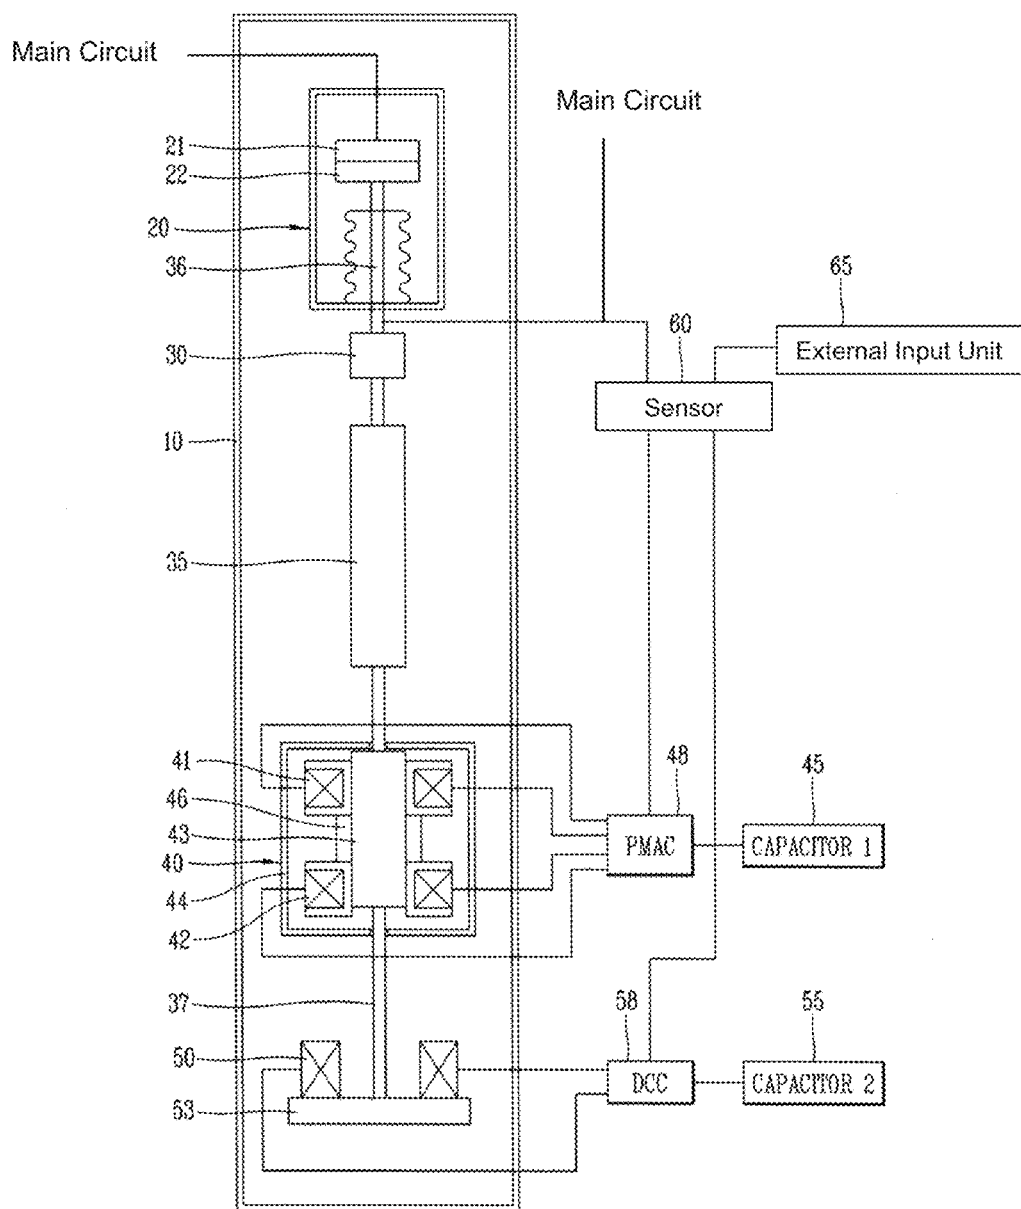 Main Circuit
Main Circuit
21
22
20
36
65
60
External Input Unit
30
Sensor
10
35
41
48
45
46
43
PMAC
CAPACITOR 1
40
44
42
37
58
55
50
DCC
CAPACITOR 2
53